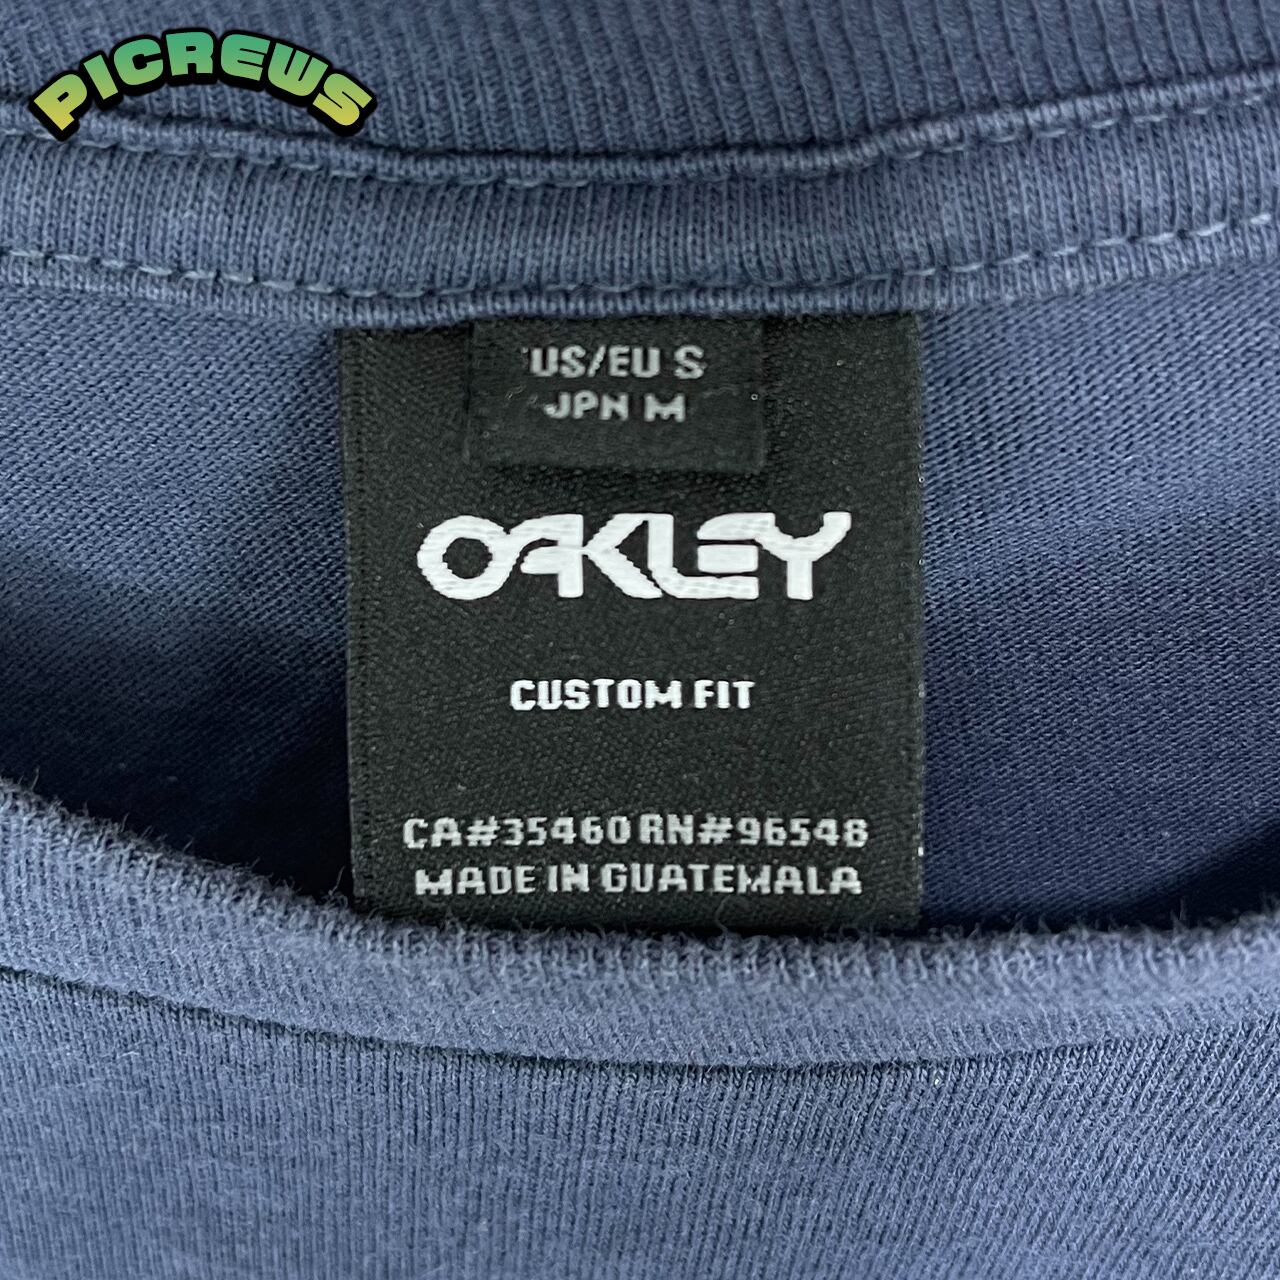 PICREWS
US/EU S
JPN M
OAKLEY
CUSTOM FIT
CA#35460 RN#96548
MADE IN GUATEMALA